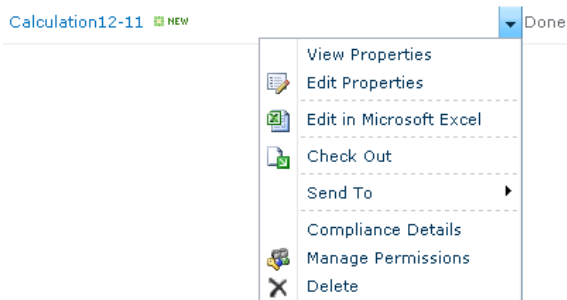 Calculation12-11 NEW Done
View Properties
Edit Properties
Edit in Microsoft Excel
Check Out
Send To
Compliance Details
Manage Permissions
Delete